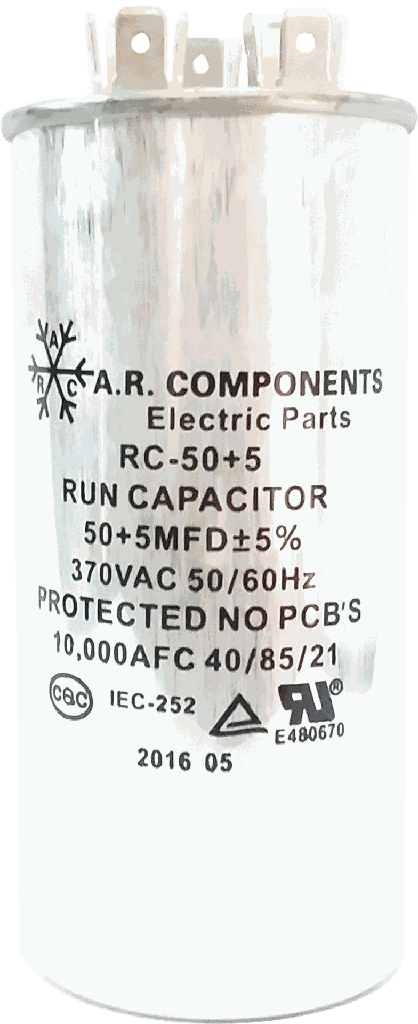 A
R C
A.R. COMPONENTS
Electric Parts
RC-50+5
RUN CAPACITOR
50+5MFD±5%
370VAC 50/60Hz
PROTECTED NO PCB'S
10,000AFC 40/85/21
CQC IEC-252 RU®
E480670
2016 05